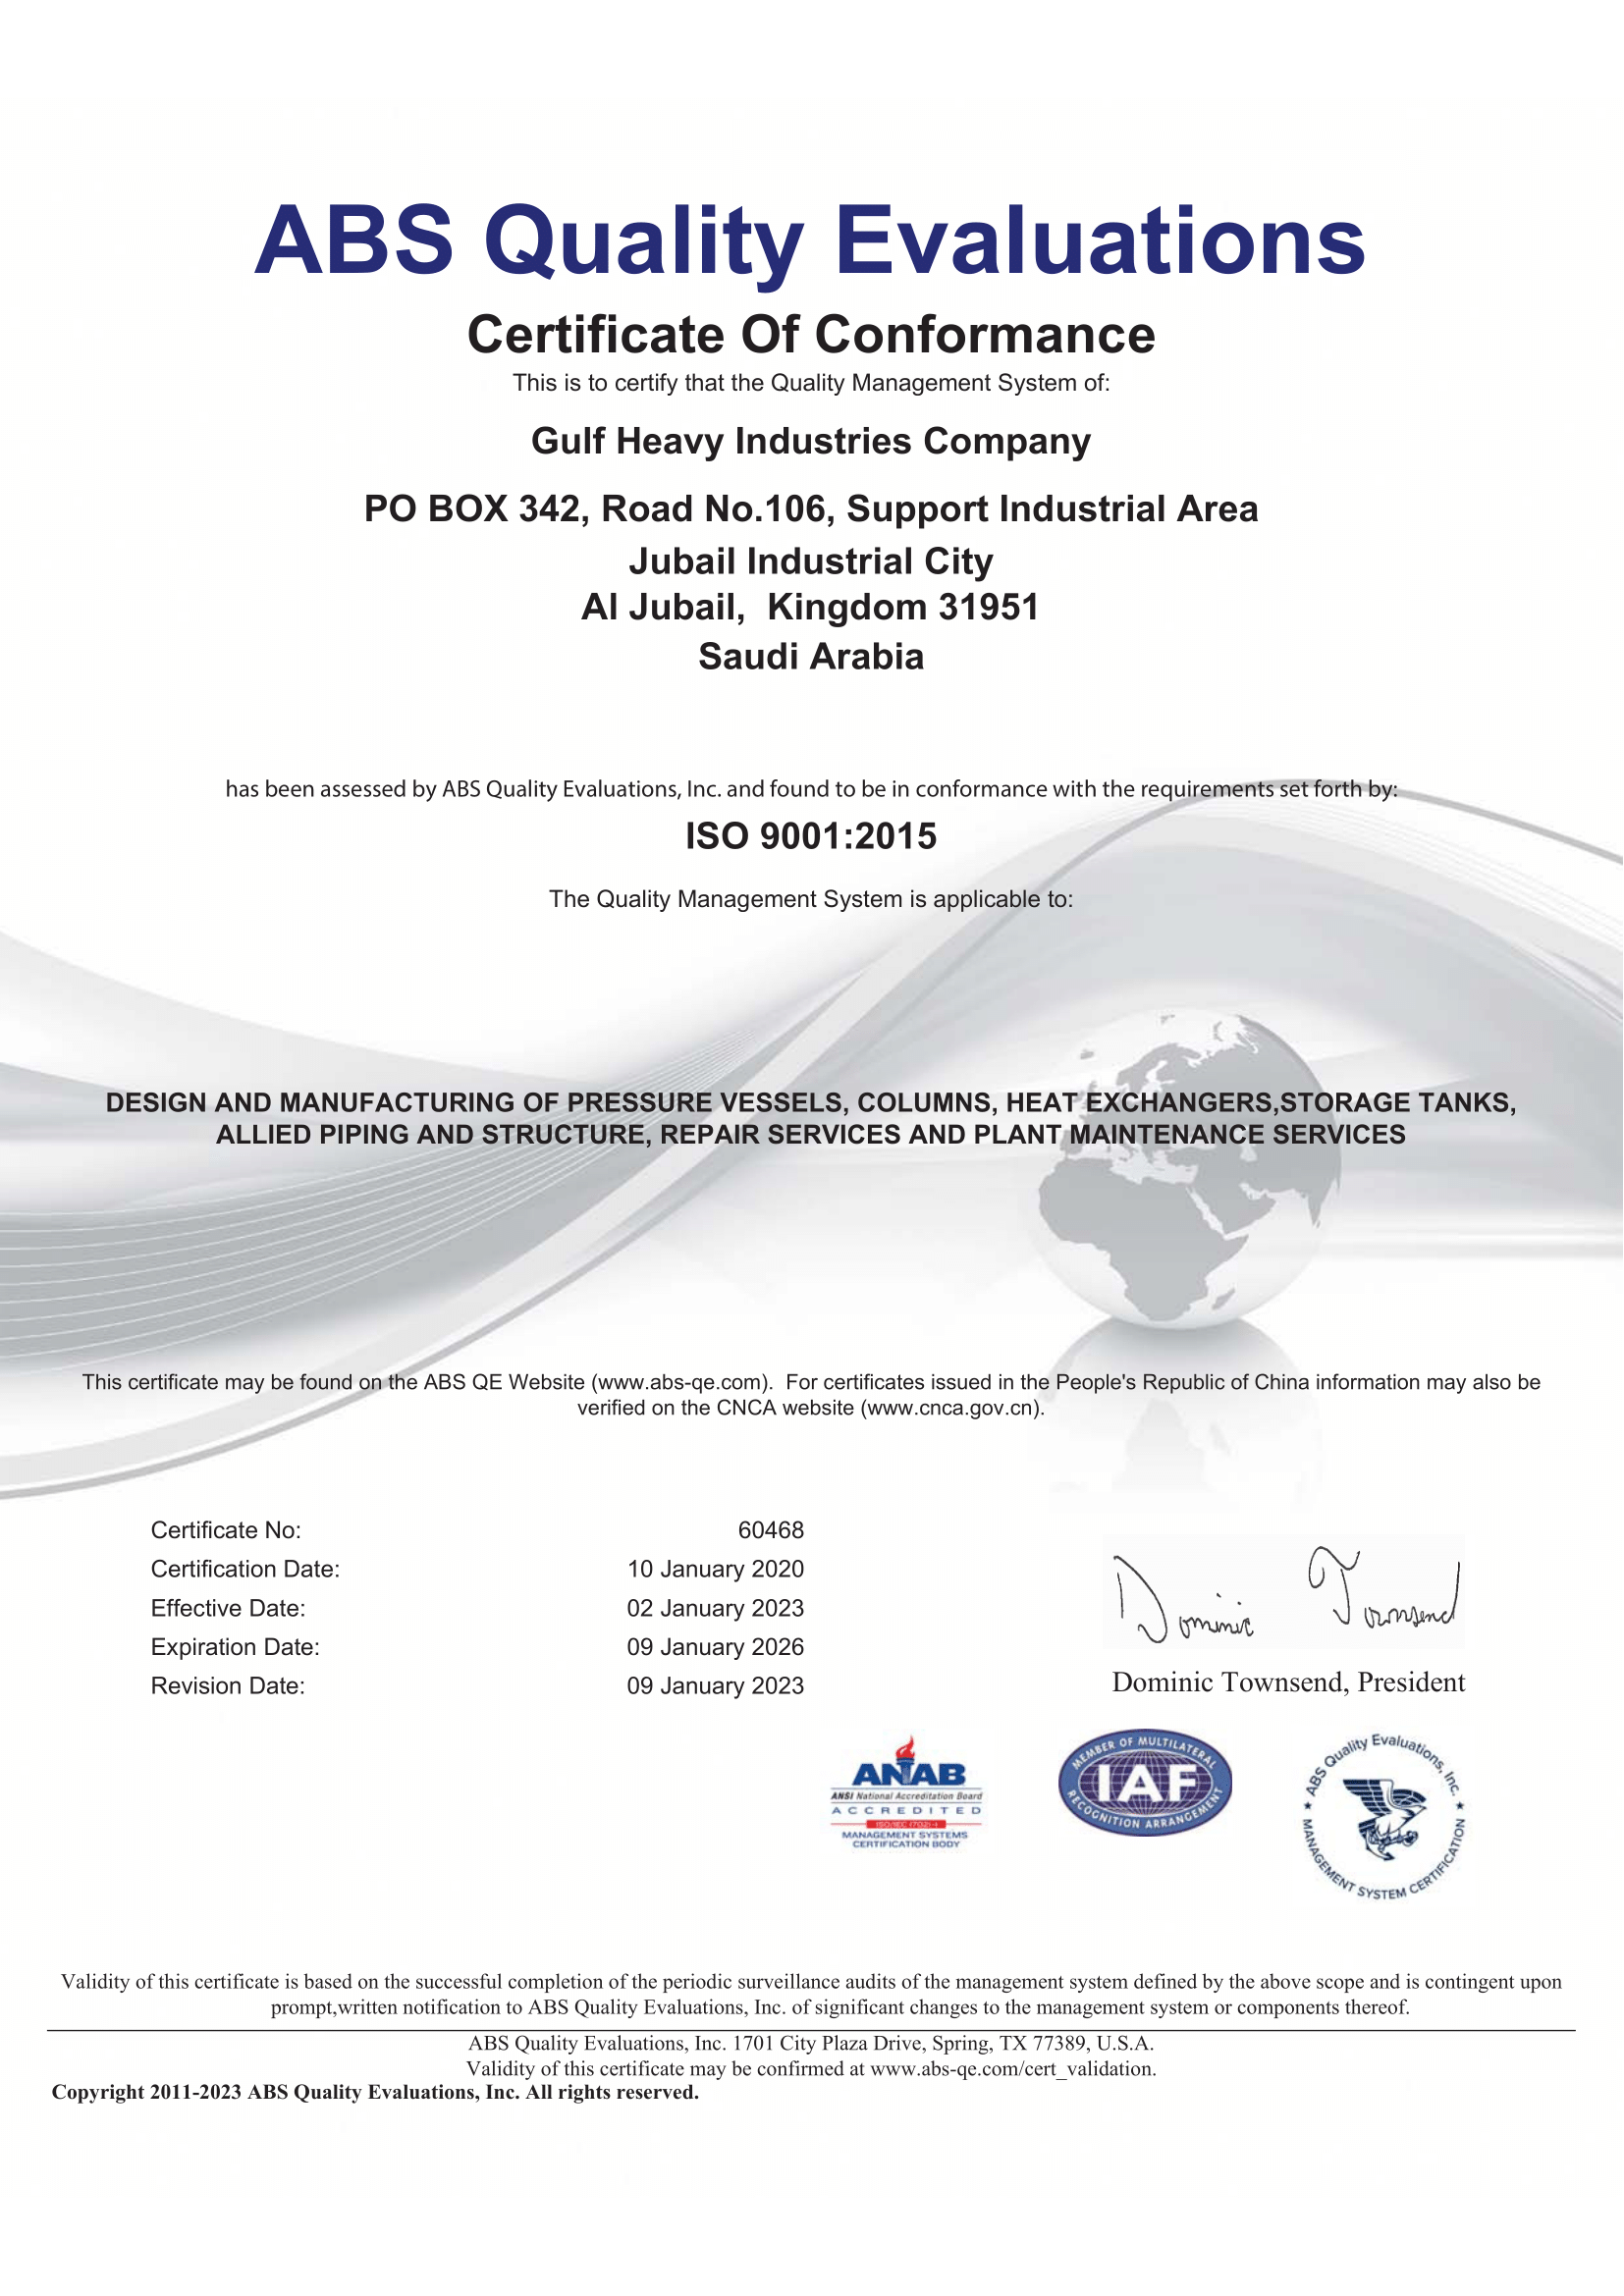 ABS Quality Evaluations
Certificate Of Conformance
This is to certify that the Quality Management System of:
Gulf Heavy Industries Company
PO BOX 342, Road No.106, Support Industrial Area
Jubail Industrial City
Al Jubail,  Kingdom 31951
Saudi Arabia
has been assessed by ABS Quality Evaluations, Inc. and found to be in conformance with the requirements set forth by:
ISO 9001:2015
The Quality Management System is applicable to:
DESIGN AND MANUFACTURING OF PRESSURE VESSELS, COLUMNS, HEAT EXCHANGERS,STORAGE TANKS,
ALLIED PIPING AND STRUCTURE, REPAIR SERVICES AND PLANT MAINTENANCE SERVICES
This certificate may be found on the ABS QE Website (www.abs-qe.com).  For certificates issued in the People's Republic of China information may also be
verified on the CNCA website (www.cnca.gov.cn).
Certificate No: 60468
Certification Date: 10 January 2020
Effective Date: 02 January 2023
Expiration Date: 09 January 2026
Revision Date: 09 January 2023
Dominic Townsend
Dominic Townsend, President
ANAB
ANSI National Accreditation Board
ACCREDITED
ISO/IEC 17021-1
MANAGEMENT SYSTEMS
CERTIFICATION BODY
MEMBER OF MULTILATERAL
IAF
RECOGNITION ARRANGEMENT
ABS Quality Evaluations, Inc.
★ MANAGEMENT SYSTEM CERTIFICATION ★
Validity of this certificate is based on the successful completion of the periodic surveillance audits of the management system defined by the above scope and is contingent upon
prompt,written notification to ABS Quality Evaluations, Inc. of significant changes to the management system or components thereof.
ABS Quality Evaluations, Inc. 1701 City Plaza Drive, Spring, TX 77389, U.S.A.
Validity of this certificate may be confirmed at www.abs-qe.com/cert_validation.
Copyright 2011-2023 ABS Quality Evaluations, Inc. All rights reserved.